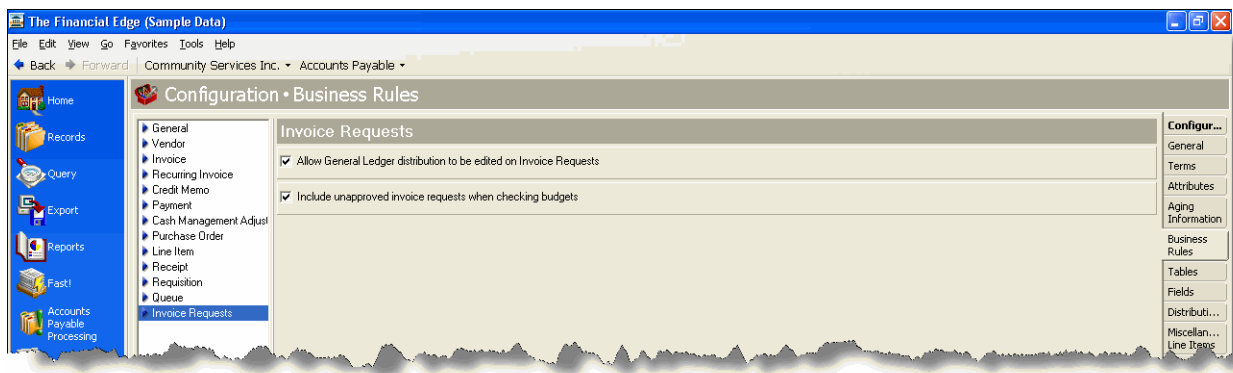 The Financial Edge (Sample Data)
File Edit View Go Favorites Tools Help
Back Forward Community Services Inc. Accounts Payable
Home
Records
Query
Export
Reports
Fast!
Accounts
Payable
Processing
Configuration • Business Rules
General
Vendor
Invoice
Recurring Invoice
Credit Memo
Payment
Cash Management Adjust
Purchase Order
Line Item
Receipt
Requisition
Queue
Invoice Requests
Invoice Requests
Allow General Ledger distribution to be edited on Invoice Requests
Include unapproved invoice requests when checking budgets
Configur...
General
Terms
Attributes
Aging
Information
Business
Rules
Tables
Fields
Distributi...
Miscellan...
Line Items